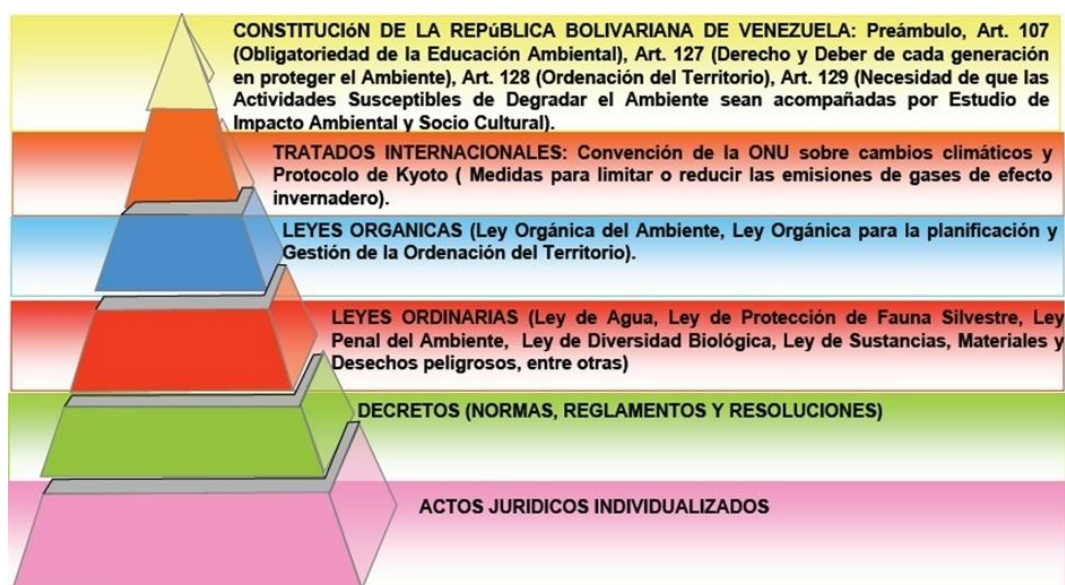 CONSTITUCIóN DE LA REPúBLICA BOLIVARIANA DE VENEZUELA: Preámbulo, Art. 107
(Obligatoriedad de la Educación Ambiental), Art. 127 (Derecho y Deber de cada generación
en proteger el Ambiente), Art. 128 (Ordenación del Territorio), Art. 129 (Necesidad de que las
Actividades Susceptibles de Degradar el Ambiente sean acompañadas por Estudio de
Impacto Ambiental y Socio Cultural).
TRATADOS INTERNACIONALES: Convención de la ONU sobre cambios climáticos y
Protocolo de Kyoto ( Medidas para limitar o reducir las emisiones de gases de efecto
invernadero).
LEYES ORGANICAS (Ley Orgánica del Ambiente, Ley Orgánica para la planificación y
Gestión de la Ordenación del Territorio).
LEYES ORDINARIAS (Ley de Agua, Ley de Protección de Fauna Silvestre, Ley
Penal del Ambiente, Ley de Diversidad Biológica, Ley de Sustancias, Materiales y
Desechos peligrosos, entre otras)
DECRETOS (NORMAS, REGLAMENTOS Y RESOLUCIONES)
ACTOS JURIDICOS INDIVIDUALIZADOS